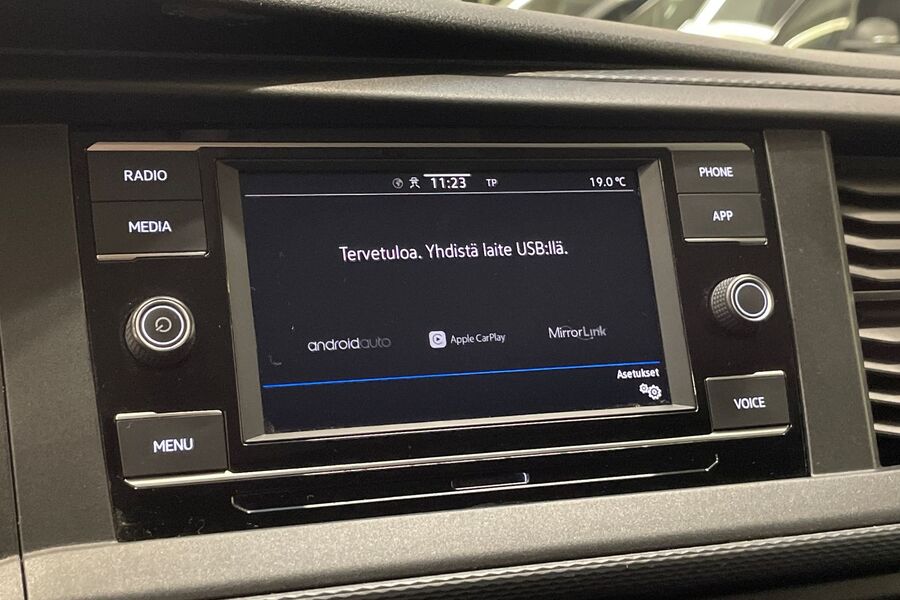 RADIO
MEDIA
MENU
11:23 TP 19.0 °C
Tervetuloa. Yhdistä laite USB:llä.
androidauto Apple CarPlay MirrorLink
Asetukset
PHONE
APP
VOICE